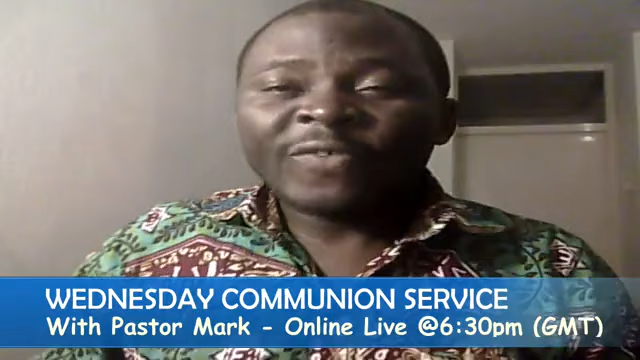 WEDNESDAY COMMUNION SERVICE
With Pastor Mark - Online Live @6:30pm (GMT)